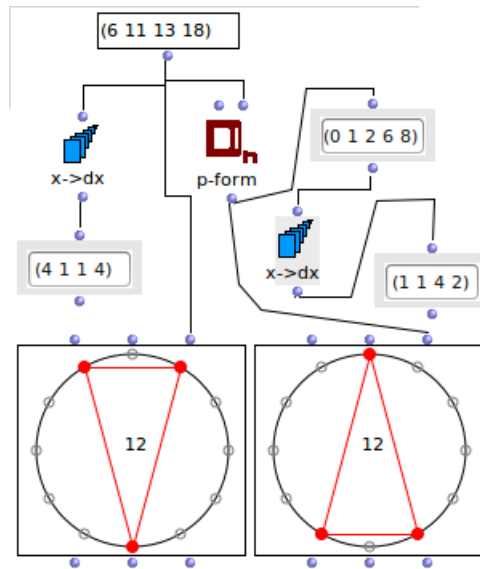 (6 11 13 18)
x->dx
p-form
n
(0 1 2 6 8)
x->dx
(4 1 1 4)
(1 1 4 2)
12
12